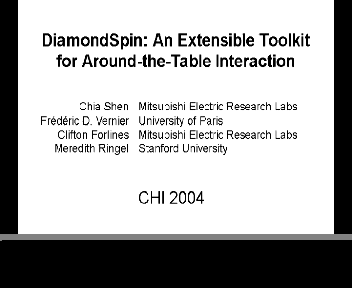 DiamondSpin: An Extensible Toolkit
for Around-the-Table Interaction
Chia Shen Mitsubishi Electric Research Labs
Frédéric D. Vernier University of Paris
Clifton Forlines Mitsubishi Electric Research Labs
Meredith Ringel Stanford University
CHI 2004